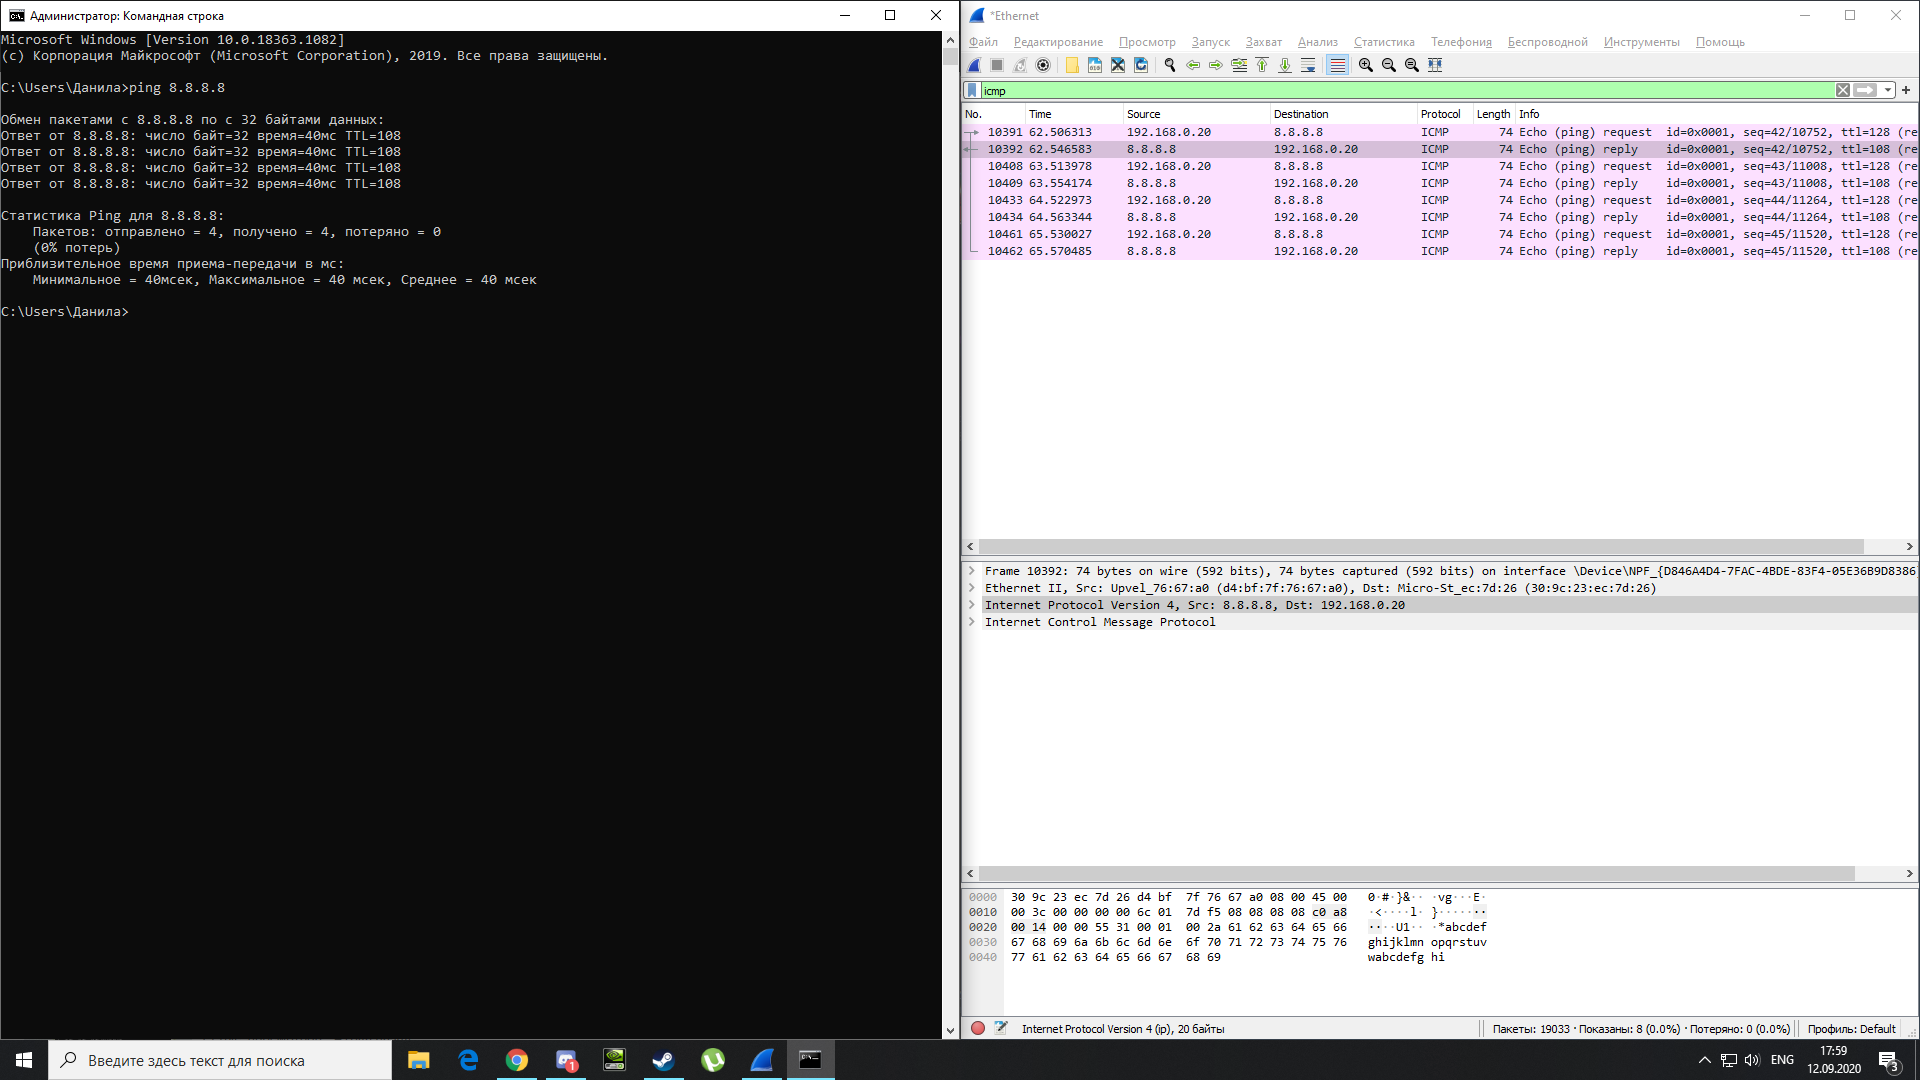 Администратор: Командная строка
Microsoft Windows [Version 10.0.18363.1082]
(c) Корпорация Майкрософт (Microsoft Corporation), 2019. Все права защищены.
C:\Users\Данила>ping 8.8.8.8
Обмен пакетами с 8.8.8.8 по с 32 байтами данных:
Ответ от 8.8.8.8: число байт=32 время=40мс TTL=108
Ответ от 8.8.8.8: число байт=32 время=40мс TTL=108
Ответ от 8.8.8.8: число байт=32 время=40мс TTL=108
Ответ от 8.8.8.8: число байт=32 время=40мс TTL=108
Статистика Ping для 8.8.8.8:
Пакетов: отправлено = 4, получено = 4, потеряно = 0
(0% потерь)
Приблизительное время приема-передачи в мс:
Минимальное = 40мсек, Максимальное = 40 мсек, Среднее = 40 мсек
C:\Users\Данила>
*Ethernet
Файл Редактирование Просмотр Запуск Захват Анализ Статистика Телефония Беспроводной Инструменты Помощь
icmp
No. Time Source Destination Protocol Length Info
10391 62.506313 192.168.0.20 8.8.8.8 ICMP 74 Echo (ping) request id=0x0001, seq=42/10752, ttl=128 (re
10392 62.546583 8.8.8.8 192.168.0.20 ICMP 74 Echo (ping) reply id=0x0001, seq=42/10752, ttl=108 (re
10408 63.513978 192.168.0.20 8.8.8.8 ICMP 74 Echo (ping) request id=0x0001, seq=43/11008, ttl=128 (re
10409 63.554174 8.8.8.8 192.168.0.20 ICMP 74 Echo (ping) reply id=0x0001, seq=43/11008, ttl=108 (re
10433 64.522973 192.168.0.20 8.8.8.8 ICMP 74 Echo (ping) request id=0x0001, seq=44/11264, ttl=128 (re
10434 64.563344 8.8.8.8 192.168.0.20 ICMP 74 Echo (ping) reply id=0x0001, seq=44/11264, ttl=108 (re
10461 65.530027 192.168.0.20 8.8.8.8 ICMP 74 Echo (ping) request id=0x0001, seq=45/11520, ttl=128 (re
10462 65.570485 8.8.8.8 192.168.0.20 ICMP 74 Echo (ping) reply id=0x0001, seq=45/11520, ttl=108 (re
Frame 10392: 74 bytes on wire (592 bits), 74 bytes captured (592 bits) on interface \Device\NPF_{D846A4D4-7FAC-4BDE-83F4-05E36B9D8386
Ethernet II, Src: Upvel_76:67:a0 (d4:bf:7f:76:67:a0), Dst: Micro-St_ec:7d:26 (30:9c:23:ec:7d:26)
Internet Protocol Version 4, Src: 8.8.8.8, Dst: 192.168.0.20
Internet Control Message Protocol
0000 30 9c 23 ec 7d 26 d4 bf 7f 76 67 a0 08 00 45 00 0·#·}&·· ·vg···E·
0010 00 3c 00 00 00 00 6c 01 7d f5 08 08 08 08 c0 a8 ·<····l· }·······
0020 00 14 00 00 55 31 00 01 00 2a 61 62 63 64 65 66 ····U1·· ·*abcdef
0030 67 68 69 6a 6b 6c 6d 6e 6f 70 71 72 73 74 75 76 ghijklmn opqrstuv
0040 77 61 62 63 64 65 66 67 68 69 wabcdefg hi
Internet Protocol Version 4 (ip), 20 байты Пакеты: 19033 · Показаны: 8 (0.0%) · Потеряно: 0 (0.0%) Профиль: Default
Введите здесь текст для поиска
1
ENG
17:59
12.09.2020
3